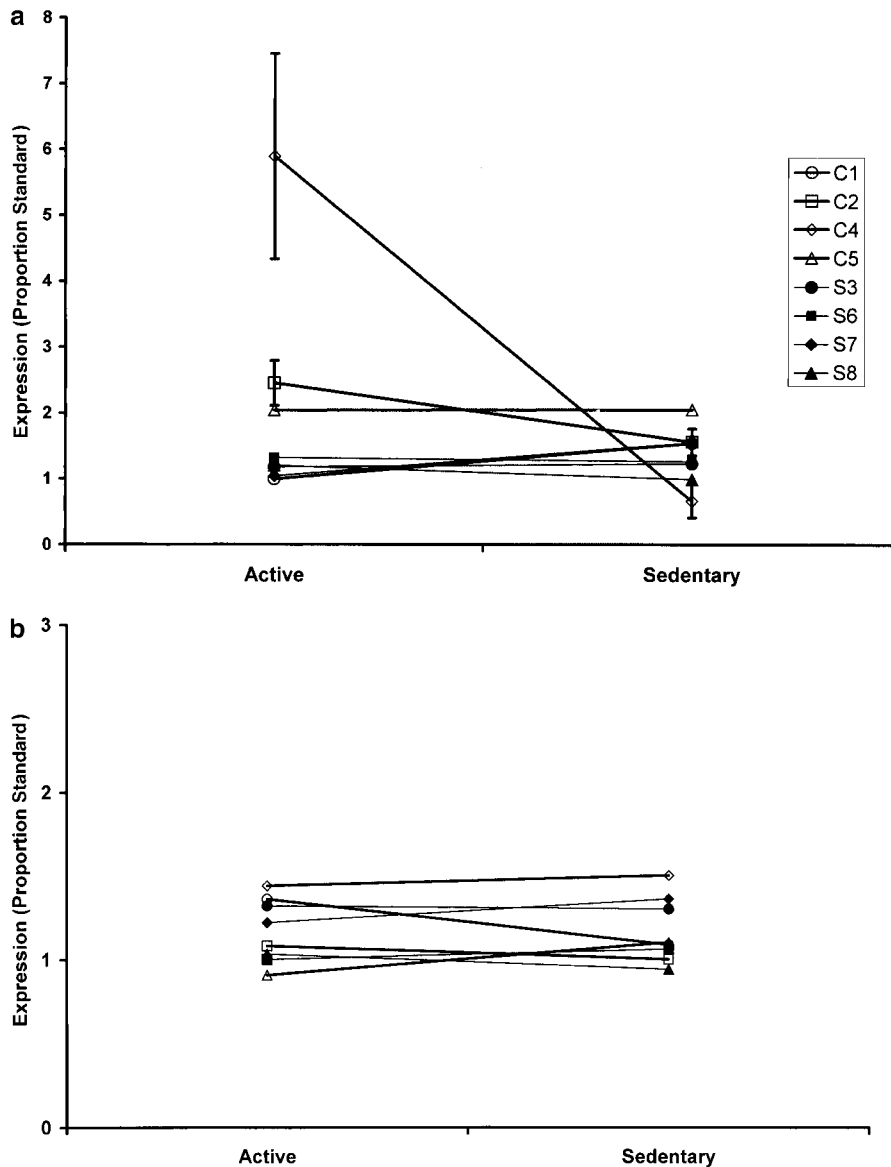 a
8
7
6
5
4
3
2
1
0
Expression (Proportion Standard)
Active
Sedentary
C1
C2
C4
C5
S3
S6
S7
S8
b
3
2
1
0
Expression (Proportion Standard)
Active
Sedentary